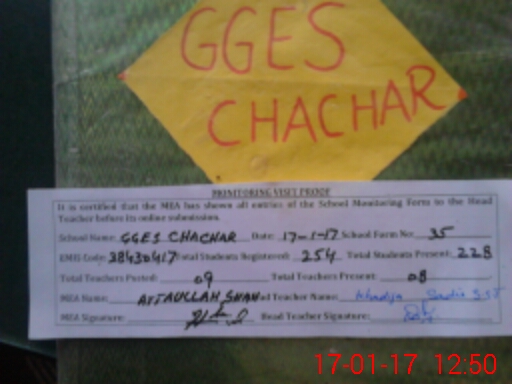 GGES
CHACHAR
MONITORING VISIT PROOF
It is certified that the MEA has shown all entries of the School Monitoring Form to the Head
Teacher before its online submission.
School Name: GGES CHACHAR Date: 17-1-17 School Form No: 35
EMIS Code: 38430417 Total Students Registered: 254 Total Students Present: 228
Total Teachers Posted: 09 Total Teachers Present: 08
MEA Name: Head Teacher Name: Khadija Sadia SST
MEA Signature: Head Teacher Signature:
17-01-17 12:50